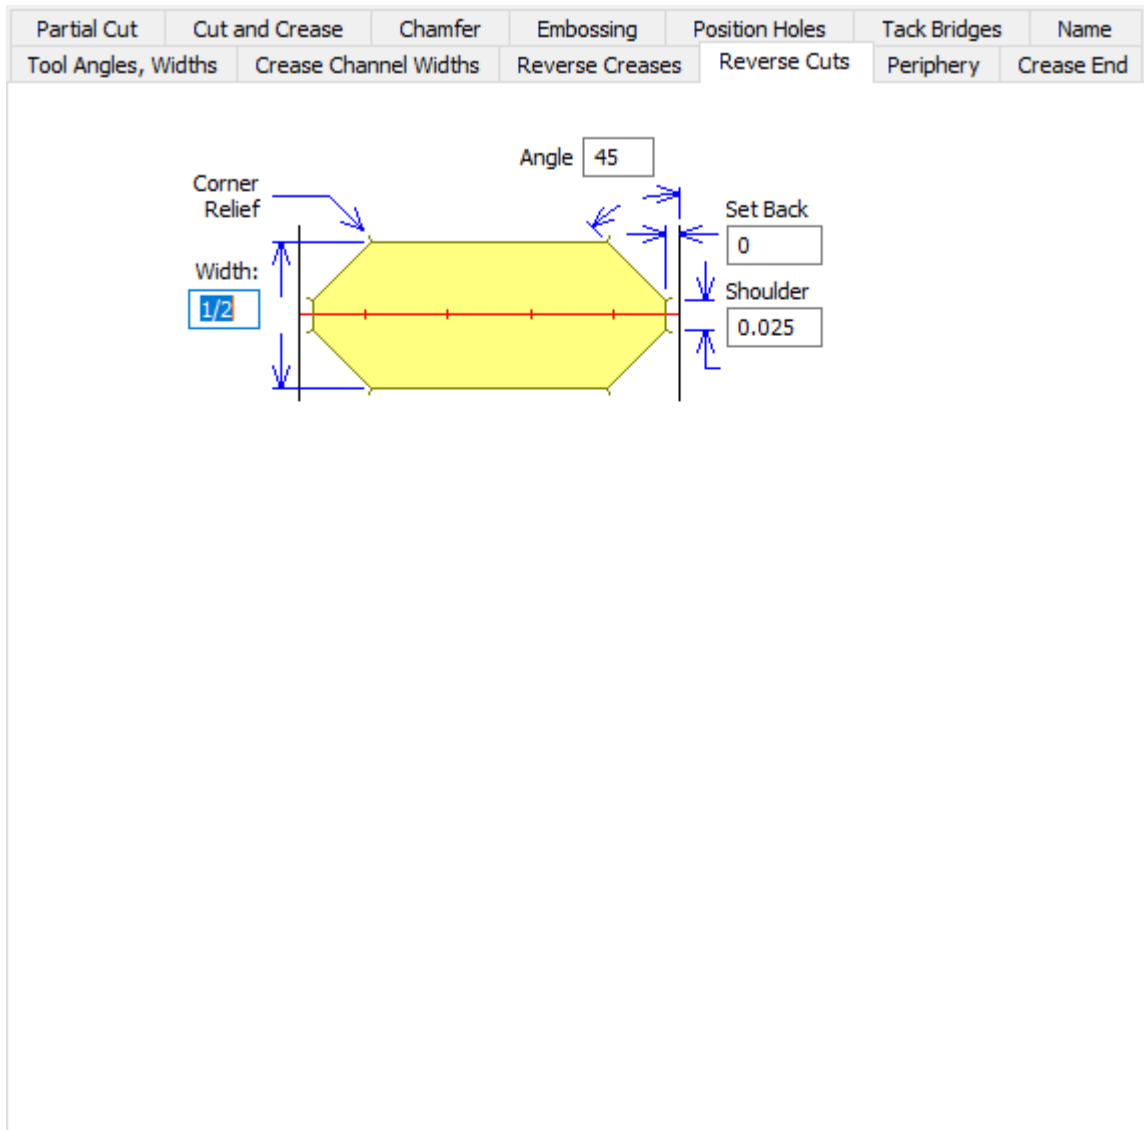 Partial Cut Cut and Crease Chamfer Embossing Position Holes Tack Bridges Name
Tool Angles, Widths Crease Channel Widths Reverse Creases Reverse Cuts Periphery Crease End
Angle 45
Corner
Relief
Set Back
0
Width:
1/2
Shoulder
0.025